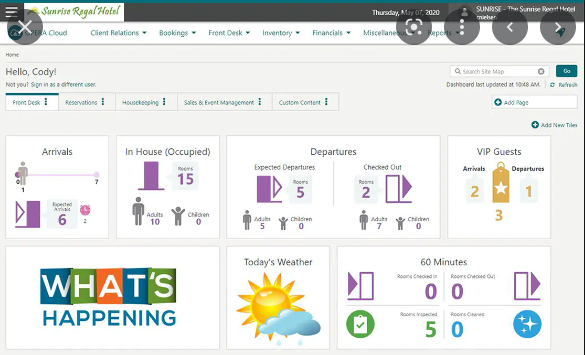 Sunrise Regal Hotel
Thursday, May 07, 2020
SUNRISE - The Sunrise Regal Hotel
Cloud
Client Relations
Bookings
Front Desk
Inventory
Financials
Miscellaneous
Reports
Home
Hello, Cody!
Not you? Sign in as a different user.
Search Site Map
Go
Dashboard last updated at 10:48 AM.
Refresh
Front Desk
Reservations
Housekeeping
Sales & Event Management
Custom Content
Add Page
Add New Tiles
Arrivals
0
7
1
Expected Arrivals
6
2
In House (Occupied)
Rooms
15
Adults
10
Children
0
Departures
Expected Departures
Rooms
5
Adults
5
Children
0
Checked Out
Rooms
2
Adults
7
Children
0
VIP Guests
Arrivals
Departures
2
1
3
WHAT'S
HAPPENING
Today's Weather
60 Minutes
Rooms Checked In
0
Rooms Checked Out
0
Rooms Inspected
5
Rooms Cleaned
0